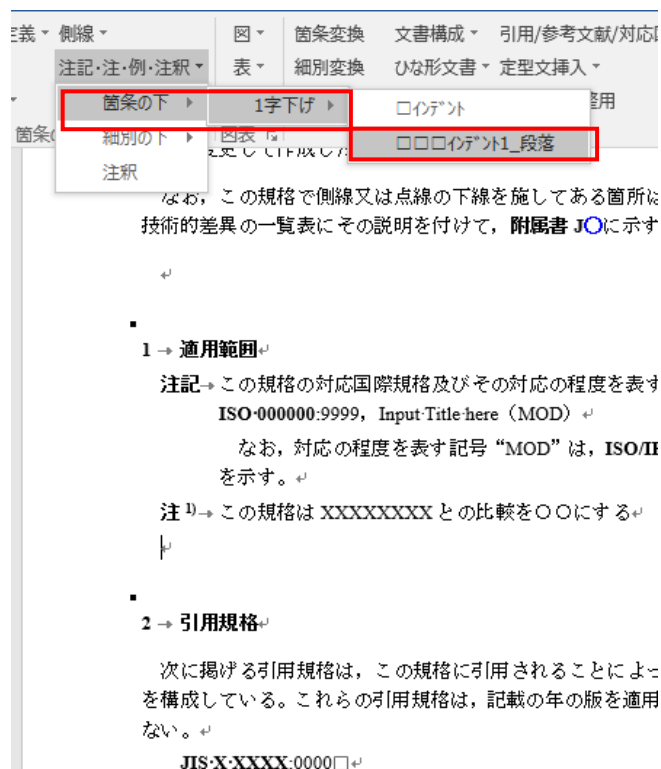 定義 側線 図 箇条変換 文書構成 引用/参考文献/対応
注記・注・例・注釈 表 細別変換 ひな形文書 定型文挿入
箇条の下 1字下げ □インデント 用
箇条 細別の下 図表 □□□インデント1_段落
注釈
なお，この規格で側線又は点線の下線を施してある箇所は
技術的差異の一覧表にその説明を付けて，附属書 J〇に示す
1 → 適用範囲
注記→この規格の対応国際規格及びその対応の程度を表す
ISO·000000:9999， Input·Title·here（MOD）
なお，対応の程度を表す記号“MOD”は，ISO/IE
を示す。
注 1)→この規格は XXXXXXXX との比較を〇〇にする
2 → 引用規格
次に掲げる引用規格は，この規格に引用されることによっ
を構成している。これらの引用規格は，記載の年の版を適用
ない。
JIS·X·XXXX:0000□